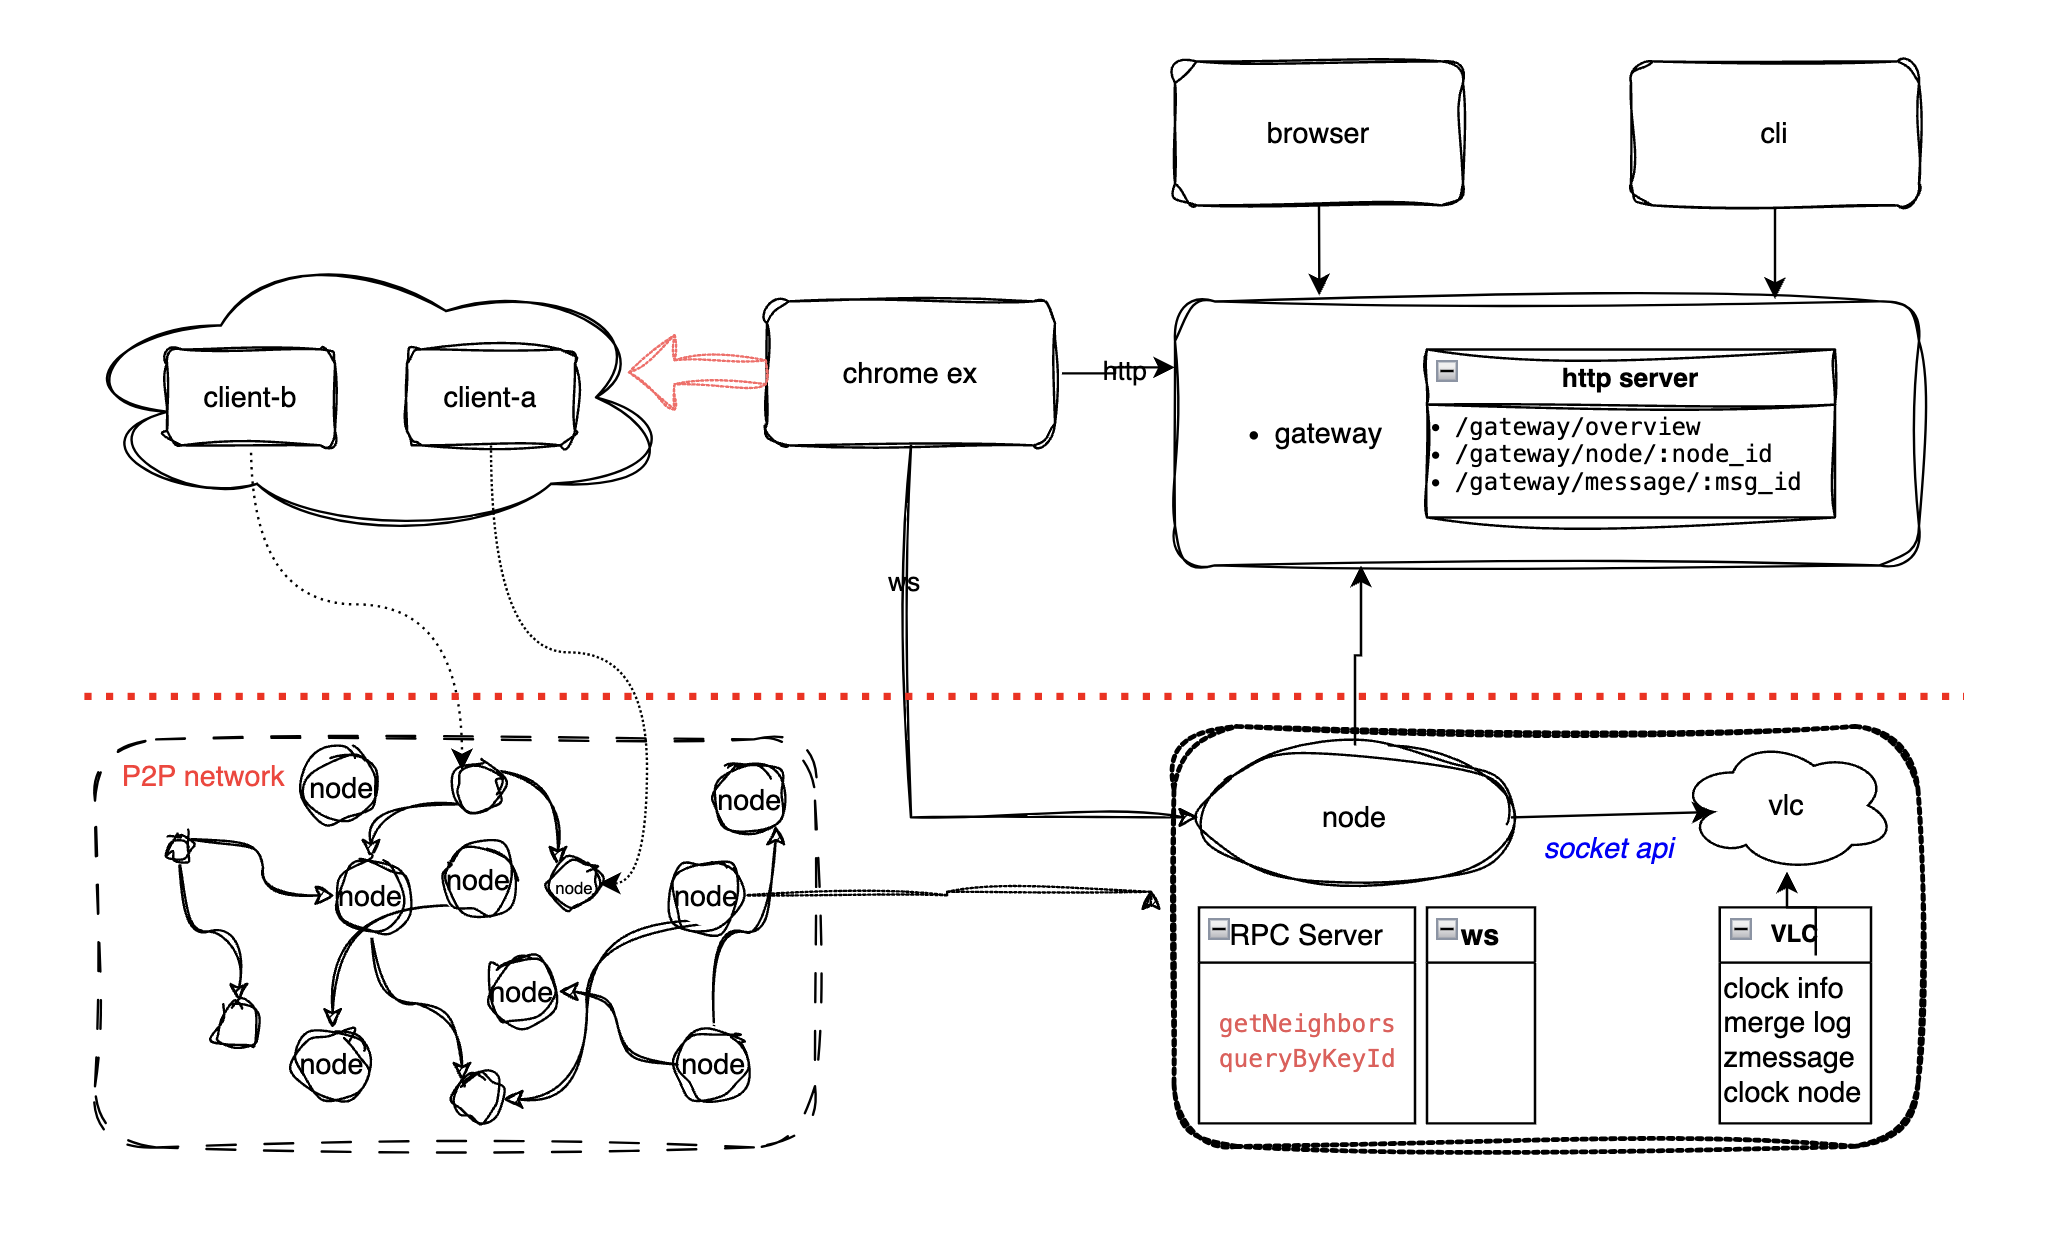 browser
cli
client-b
client-a
chrome ex
http
gateway
http server
/gateway/overview
/gateway/node/:node_id
/gateway/message/:msg_id
ws
P2P network
node
node
node
node
node
node
node
node
node
node
socket api
vlc
RPC Server
getNeighbors
queryByKeyId
ws
VLC
clock info
merge log
zmessage
clock node